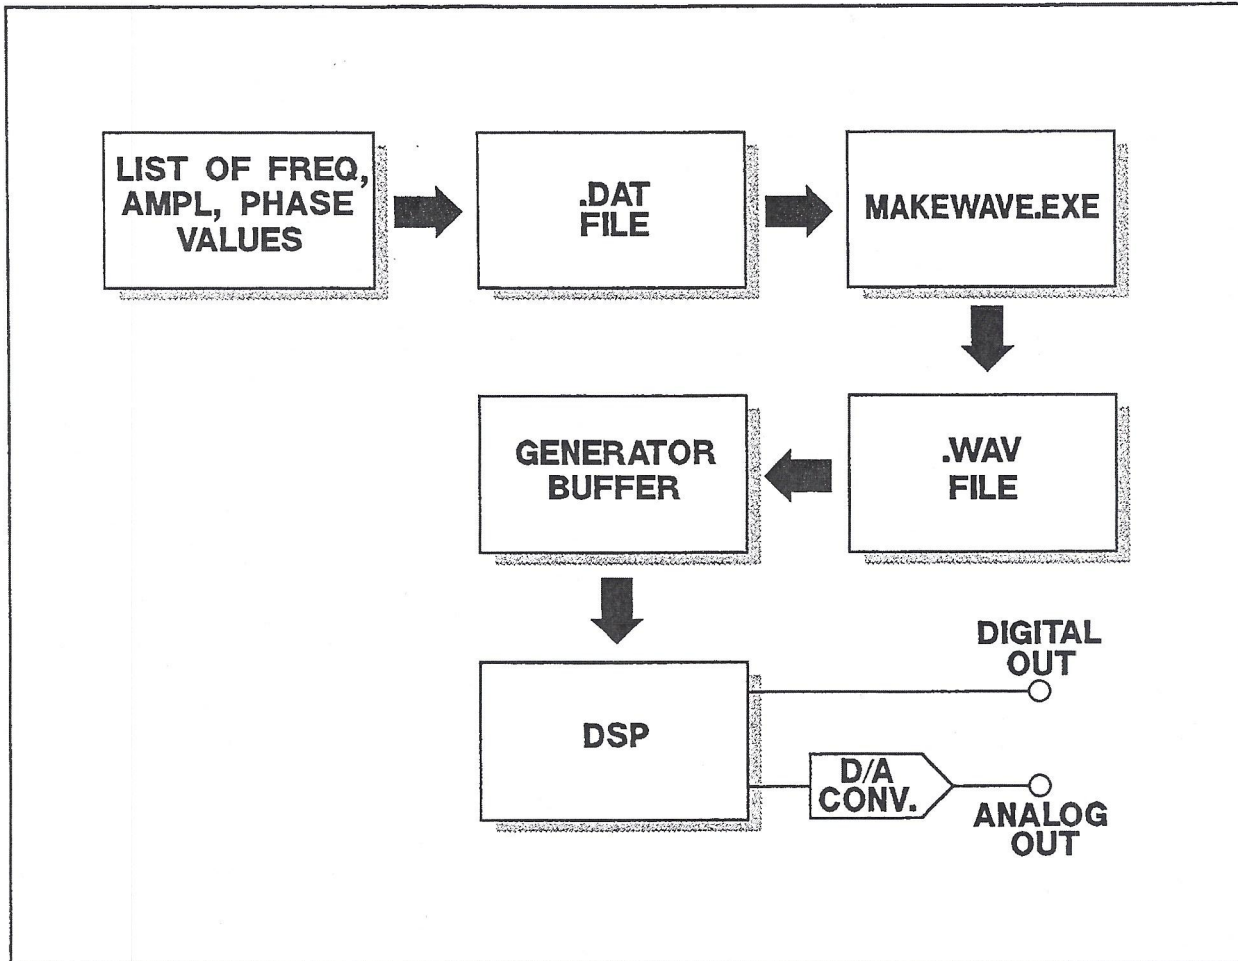 LIST OF FREQ,
AMPL, PHASE
VALUES
.DAT
FILE
MAKEWAVE.EXE
.WAV
FILE
GENERATOR
BUFFER
DSP
DIGITAL
OUT
D/A
CONV.
ANALOG
OUT